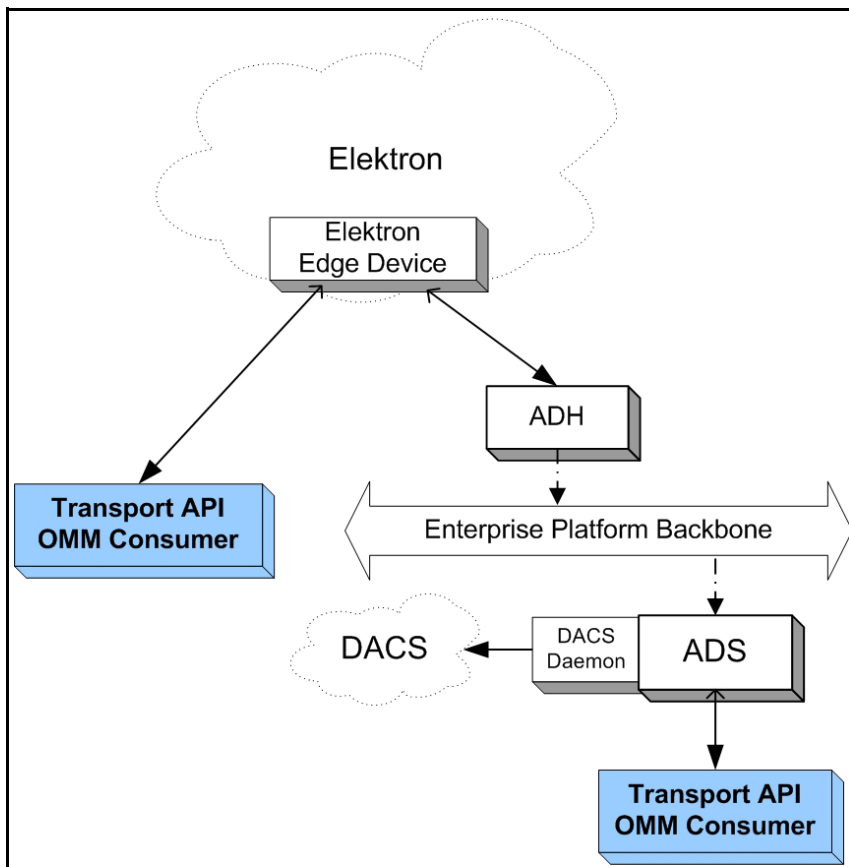 Elektron
Elektron
Edge Device
ADH
Transport API
OMM Consumer
Enterprise Platform Backbone
DACS
DACS
Daemon
ADS
Transport API
OMM Consumer